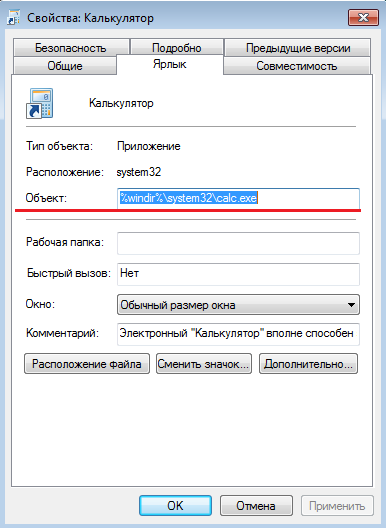 Свойства: Калькулятор
Безопасность Подробно Предыдущие версии
Общие Ярлык Совместимость
Калькулятор
Тип объекта: Приложение
Расположение: system32
Объект: %windir%\system32\calc.exe
Рабочая папка:
Быстрый вызов: Нет
Окно: Обычный размер окна
Комментарий: Электронный "Калькулятор" вполне способен
Расположение файла Сменить значок... Дополнительно...
OK Отмена Применить